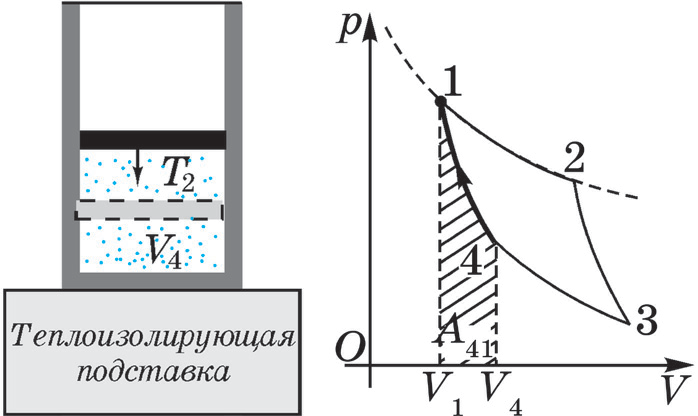 T₂
V₄
Теплоизолирующая
подставка
p
1
2
4
3
A₄₁
O
V₁ V₄ V